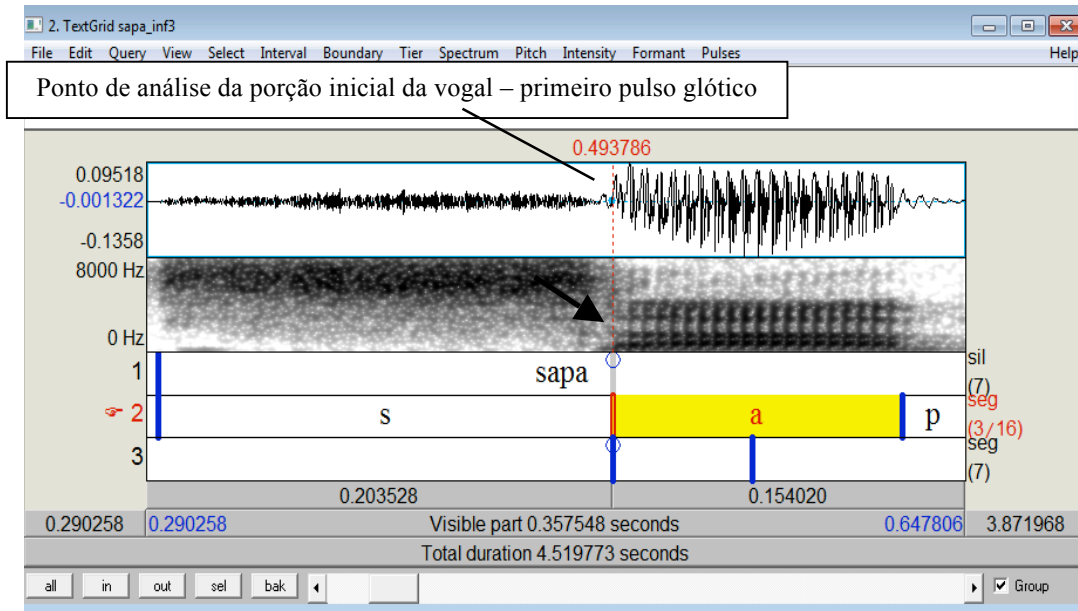 2. TextGrid sapa_inf3
File Edit Query View Select Interval Boundary Tier Spectrum Pitch Intensity Formant Pulses Help
Ponto de análise da porção inicial da vogal – primeiro pulso glótico
0.493786
0.09518
-0.001322
-0.1358
8000 Hz
0 Hz
1 sapa sil
(7)
2 s a p seg
(3/16)
3 seg
(7)
0.203528 0.154020
0.290258 0.290258 Visible part 0.357548 seconds 0.647806 3.871968
Total duration 4.519773 seconds
all in out sel bak Group